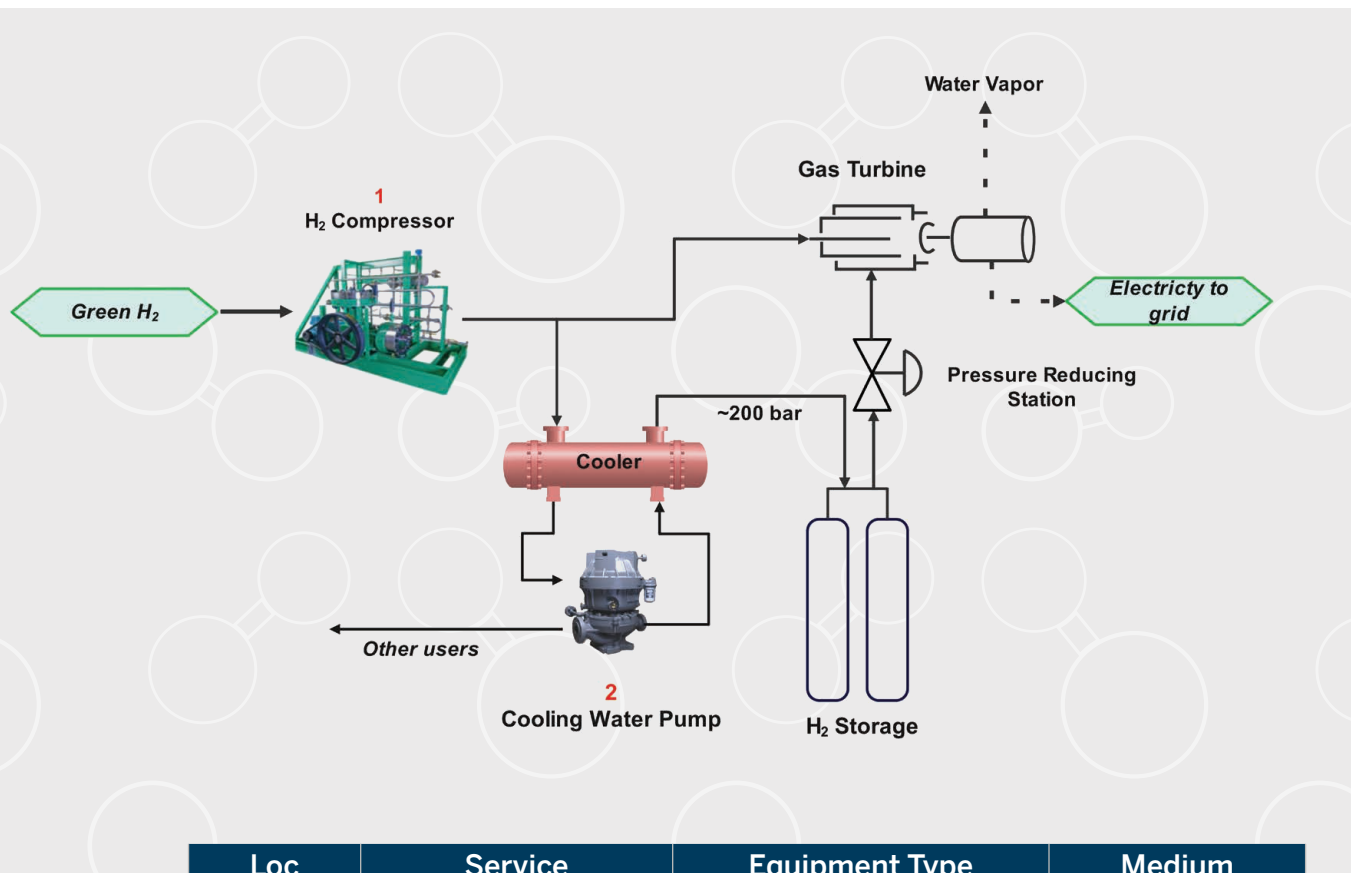 Water Vapor
Gas Turbine
1
H₂ Compressor
Green H₂
Electricty to
grid
Pressure Reducing
Station
~200 bar
Cooler
Other users
2
Cooling Water Pump
H₂ Storage
Loc Service Equipment Type Medium